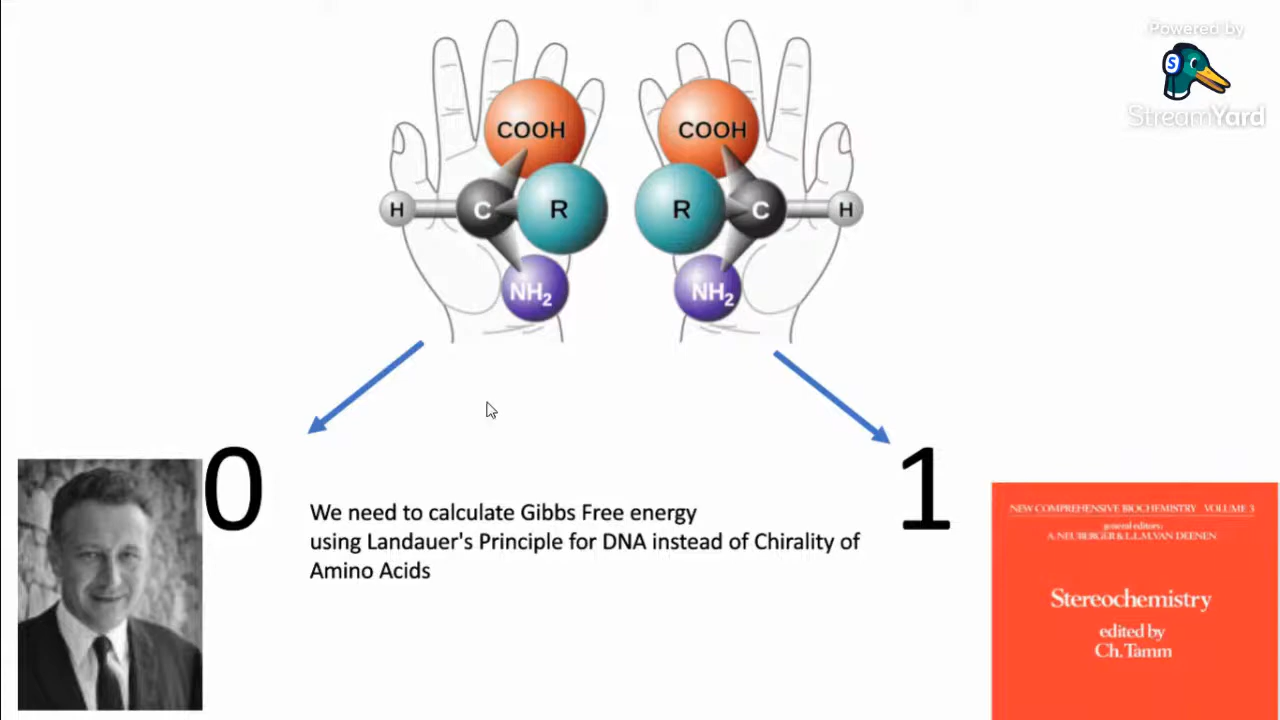 Powered by
S
StreamYard
COOH
COOH
H
C
R
R
C
H
NH2
NH2
0
1
We need to calculate Gibbs Free energy
using Landauer's Principle for DNA instead of Chirality of
Amino Acids
NEW COMPREHENSIVE BIOCHEMISTRY VOLUME 3
general editors:
A. NEUBERGER & L.L.M. VAN DEENEN
Stereochemistry
edited by
Ch. Tamm